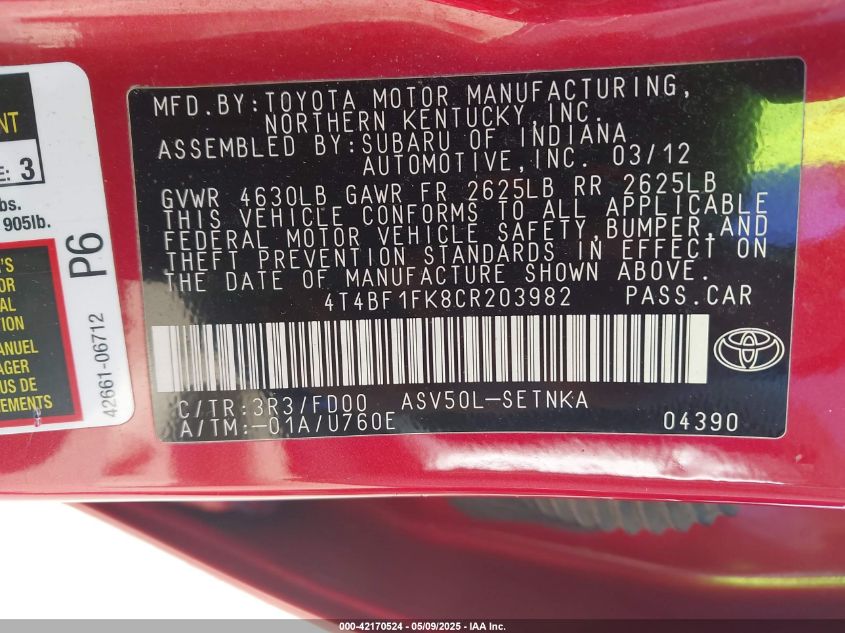 MFD.BY:TOYOTA MOTOR MANUFACTURING,
NORTHERN KENTUCKY,INC.
ASSEMBLED BY:SUBARU OF INDIANA
AUTOMOTIVE,INC. 03/12
GVWR 4630LB GAWR FR 2625LB RR 2625LB
THIS VEHICLE CONFORMS TO ALL APPLICABLE
FEDERAL MOTOR VEHICLE SAFETY,BUMPER,AND
THEFT PREVENTION STANDARDS IN EFFECT ON
THE DATE OF MANUFACTURE SHOWN ABOVE.
4T4BF1FK8CR203982 PASS.CAR
C/TR:3R3/FD00 ASV50L-SETNKA
A/TM:-01A/U760E 04390
3
905lb.
P6
42661-06712
000-42170524 - 05/09/2025 - IAA Inc.